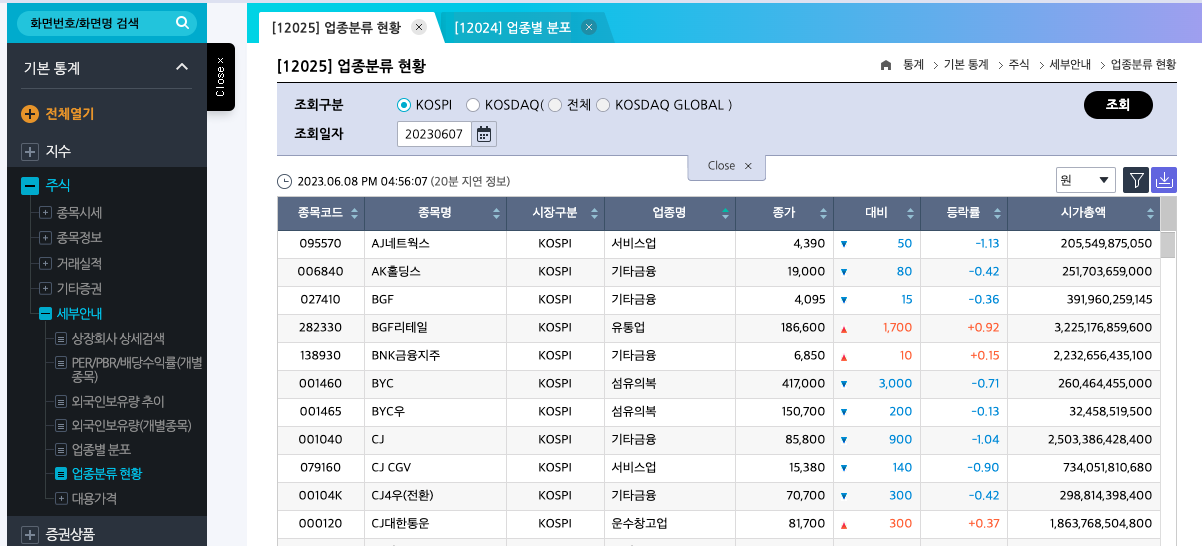 화면번호/화면명 검색
기본 통계
전체열기
지수
주식
종목시세
종목정보
거래실적
기타증권
세부안내
상장회사 상세검색
PER/PBR/배당수익률(개별
종목)
외국인보유량 추이
외국인보유량(개별종목)
업종별 분포
업종분류 현황
대용가격
증권상품
Close ×
[12025] 업종분류 현황 × [12024] 업종별 분포 ×
[12025] 업종분류 현황
통계 > 기본 통계 > 주식 > 세부안내 > 업종분류 현황
조회구분 KOSPI KOSDAQ( 전체 KOSDAQ GLOBAL ) 조회
조회일자 20230607
Close ×
2023.06.08 PM 04:56:07 (20분 지연 정보) 원
종목코드 종목명 시장구분 업종명 종가 대비 등락률 시가총액
095570 AJ네트웍스 KOSPI 서비스업 4,390 ▼ 50 -1.13 205,549,875,050
006840 AK홀딩스 KOSPI 기타금융 19,000 ▼ 80 -0.42 251,703,659,000
027410 BGF KOSPI 기타금융 4,095 ▼ 15 -0.36 391,960,259,145
282330 BGF리테일 KOSPI 유통업 186,600 ▲ 1,700 +0.92 3,225,176,859,600
138930 BNK금융지주 KOSPI 기타금융 6,850 ▲ 10 +0.15 2,232,656,435,100
001460 BYC KOSPI 섬유의복 417,000 ▼ 3,000 -0.71 260,464,455,000
001465 BYC우 KOSPI 섬유의복 150,700 ▼ 200 -0.13 32,458,519,500
001040 CJ KOSPI 기타금융 85,800 ▼ 900 -1.04 2,503,386,428,400
079160 CJ CGV KOSPI 서비스업 15,380 ▼ 140 -0.90 734,051,810,680
00104K CJ4우(전환) KOSPI 기타금융 70,700 ▼ 300 -0.42 298,814,398,400
000120 CJ대한통운 KOSPI 운수창고업 81,700 ▲ 300 +0.37 1,863,768,504,800